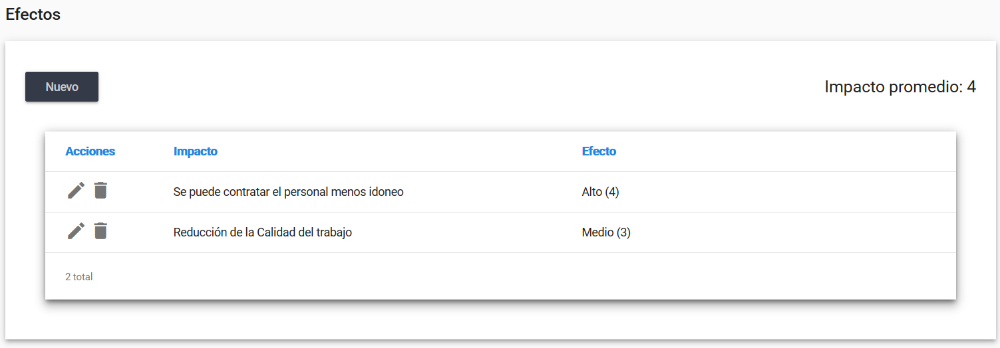 Efectos
Nuevo
Impacto promedio: 4
Acciones Impacto Efecto
Se puede contratar el personal menos idoneo Alto (4)
Reducción de la Calidad del trabajo Medio (3)
2 total